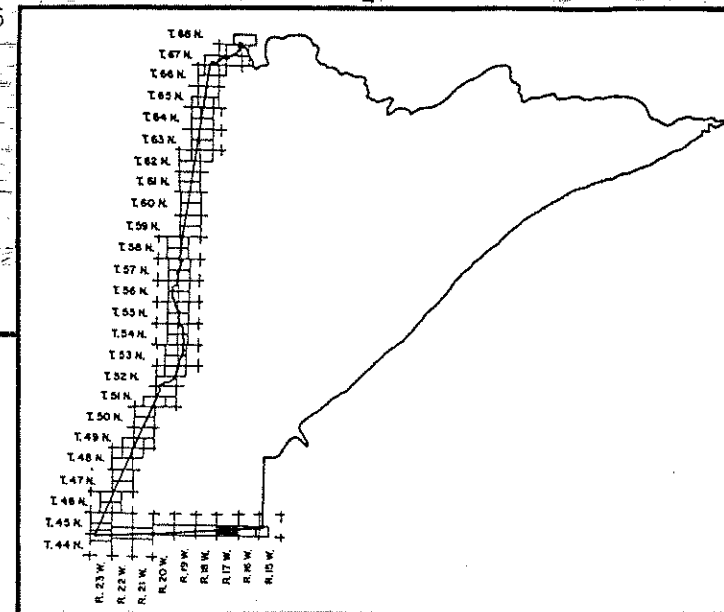 T. 68 N.
T. 67 N.
T. 66 N.
T. 65 N.
T. 64 N.
T. 63 N.
T. 62 N.
T. 61 N.
T. 60 N.
T. 59 N.
T. 58 N.
T. 57 N.
T. 56 N.
T. 55 N.
T. 54 N.
T. 53 N.
T. 52 N.
T. 51 N.
T. 50 N.
T. 49 N.
T. 48 N.
T. 47 N.
T. 46 N.
T. 45 N.
T. 44 N.
R. 23 W.
R. 22 W.
R. 21 W.
R. 20 W.
R. 19 W.
R. 18 W.
R. 17 W.
R. 16 W.
R. 15 W.